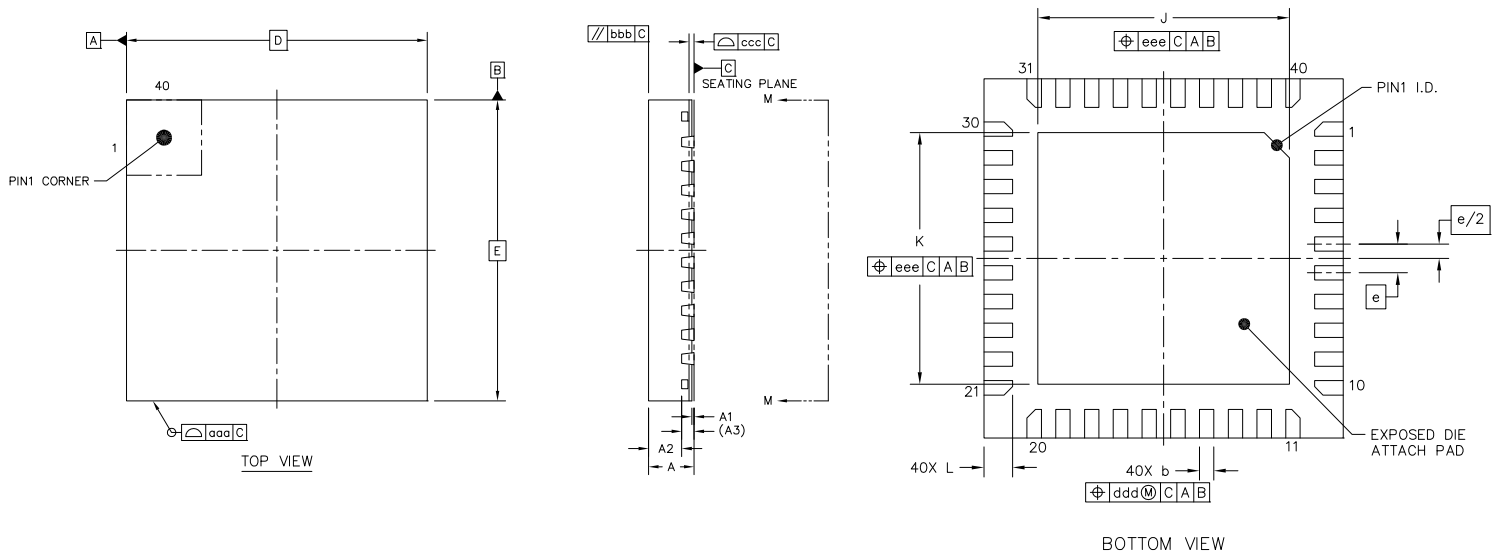 A
D
B
40
1
PIN1 CORNER
E
⌓ aaa C
TOP VIEW
// bbb C
⌓ ccc C
C
SEATING PLANE
M
M
A1
(A3)
A2
A
J
⌖ eee C A B
31
40
PIN1 I.D.
30
1
K
⌖ eee C A B
e/2
e
21
10
20
11
EXPOSED DIE
ATTACH PAD
40X L
40X b
⌖ ddd Ⓜ C A B
BOTTOM VIEW